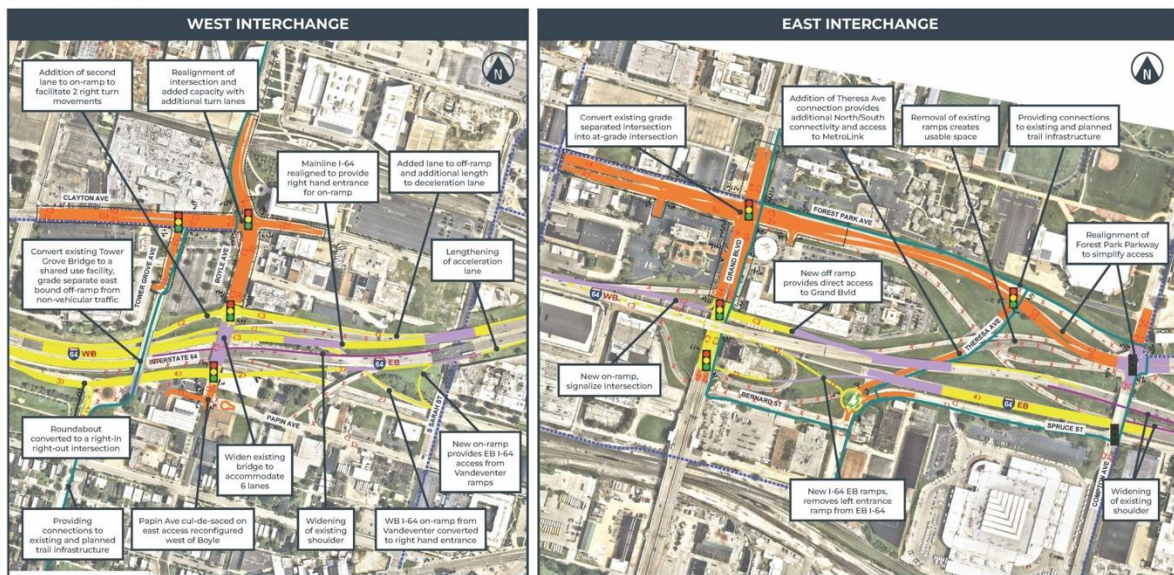 WEST INTERCHANGE
Addition of second
lane to on-ramp to
facilitate 2 right turn
movements
Realignment of
intersection and
added capacity with
additional turn lanes
Mainline I-64
realigned to provide
right hand entrance
for on-ramp
Added lane to off-ramp
and additional length
to deceleration lane
CLAYTON AVE
Convert existing Tower
Grove Bridge to a
shared use facility,
grade separate east
bound off-ramp from
non-vehicular traffic
TOWER GROVE AVE
BOYLE AVE
Lengthening
of acceleration
lane
64 WB
INTERSTATE 64
64 EB
PAPIN AVE
S SARAH ST
Roundabout
converted to a right-in
right-out intersection
Widen existing
bridge to
accommodate
6 lanes
New on-ramp
provides EB I-64
access from
Vandeventer
ramps
Providing
connections to
existing and planned
trail infrastructure
Papin Ave cul-de-saced on
east access reconfigured
west of Boyle
Widening
of existing
shoulder
WB I-64 on-ramp from
Vandeventer converted
to right hand entrance
EAST INTERCHANGE
Convert existing grade
separated intersection
into at-grade intersection
Addition of Theresa Ave
connection provides
additional North/South
connectivity and access
to MetroLink
Removal of existing
ramps creates
usable space
Providing connections
to existing and planned
trail infrastructure
FOREST PARK AVE
GRAND BLVD
Realignment of
Forest Park Parkway
to simplify access
New off ramp
provides direct access
to Grand Bvld
64 WB
THERESA AVE
New on-ramp,
signalize intersection
BERNARD ST
64 EB
SPRUCE ST
COMPTON AVE
New I-64 EB ramps,
removes left entrance
ramp from EB I-64
Widening
of existing
shoulder